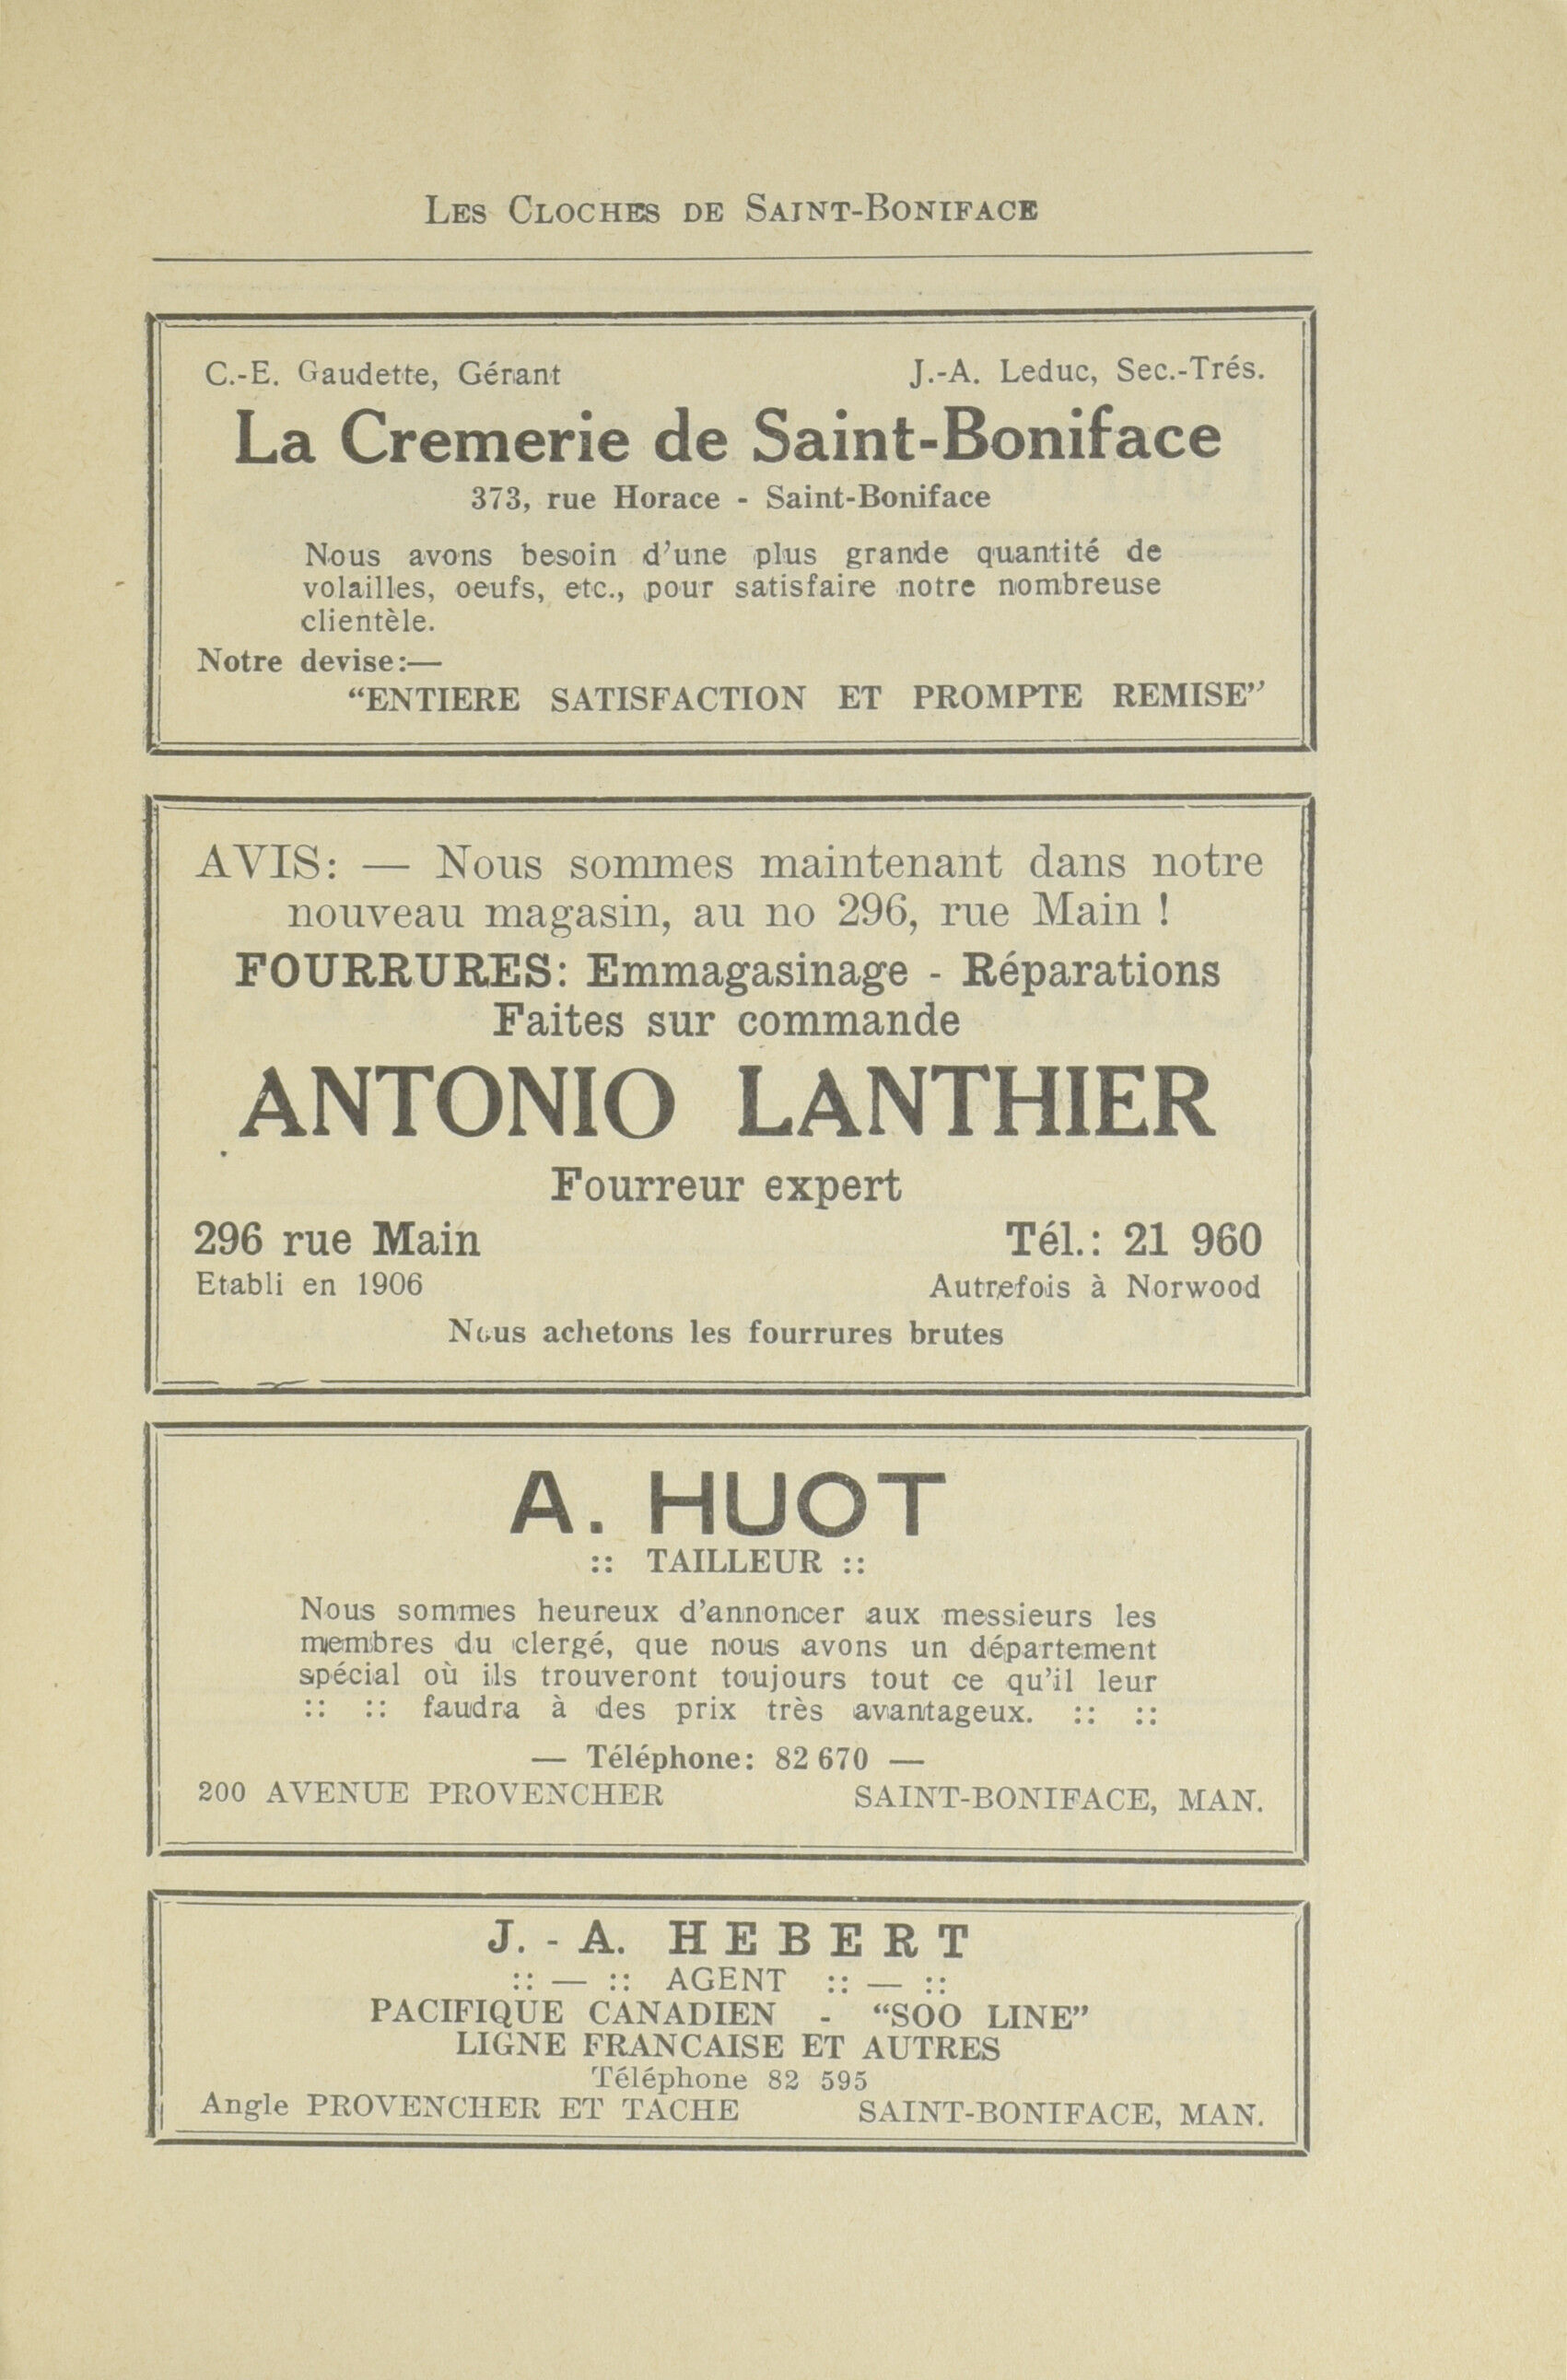 Les Cloches de Saint-Boniface
C.-E. Gaudette, Gérant J.-A. Leduc, Sec.-Trés.
La Cremerie de Saint-Boniface
373, rue Horace - Saint-Boniface
Nous avons besoin d'une plus grande quantité de
volailles, oeufs, etc., pour satisfaire notre nombreuse
clientèle.
Notre devise:—
"ENTIERE SATISFACTION ET PROMPTE REMISE"
AVIS: — Nous sommes maintenant dans notre
nouveau magasin, au no 296, rue Main !
FOURRURES: Emmagasinage - Réparations
Faites sur commande
ANTONIO LANTHIER
Fourreur expert
296 rue Main Tél.: 21 960
Etabli en 1906 Autrefois à Norwood
Nous achetons les fourrures brutes
A. HUOT
:: TAILLEUR ::
Nous sommes heureux d'annoncer aux messieurs les
membres du clergé, que nous avons un département
spécial où ils trouveront toujours tout ce qu'il leur
:: :: faudra à des prix très avantageux. :: ::
— Téléphone: 82 670 —
200 AVENUE PROVENCHER SAINT-BONIFACE, MAN.
J.-A. HEBERT
:: — :: AGENT :: — ::
PACIFIQUE CANADIEN - "SOO LINE"
LIGNE FRANCAISE ET AUTRES
Téléphone 82 595
Angle PROVENCHER ET TACHE SAINT-BONIFACE, MAN.